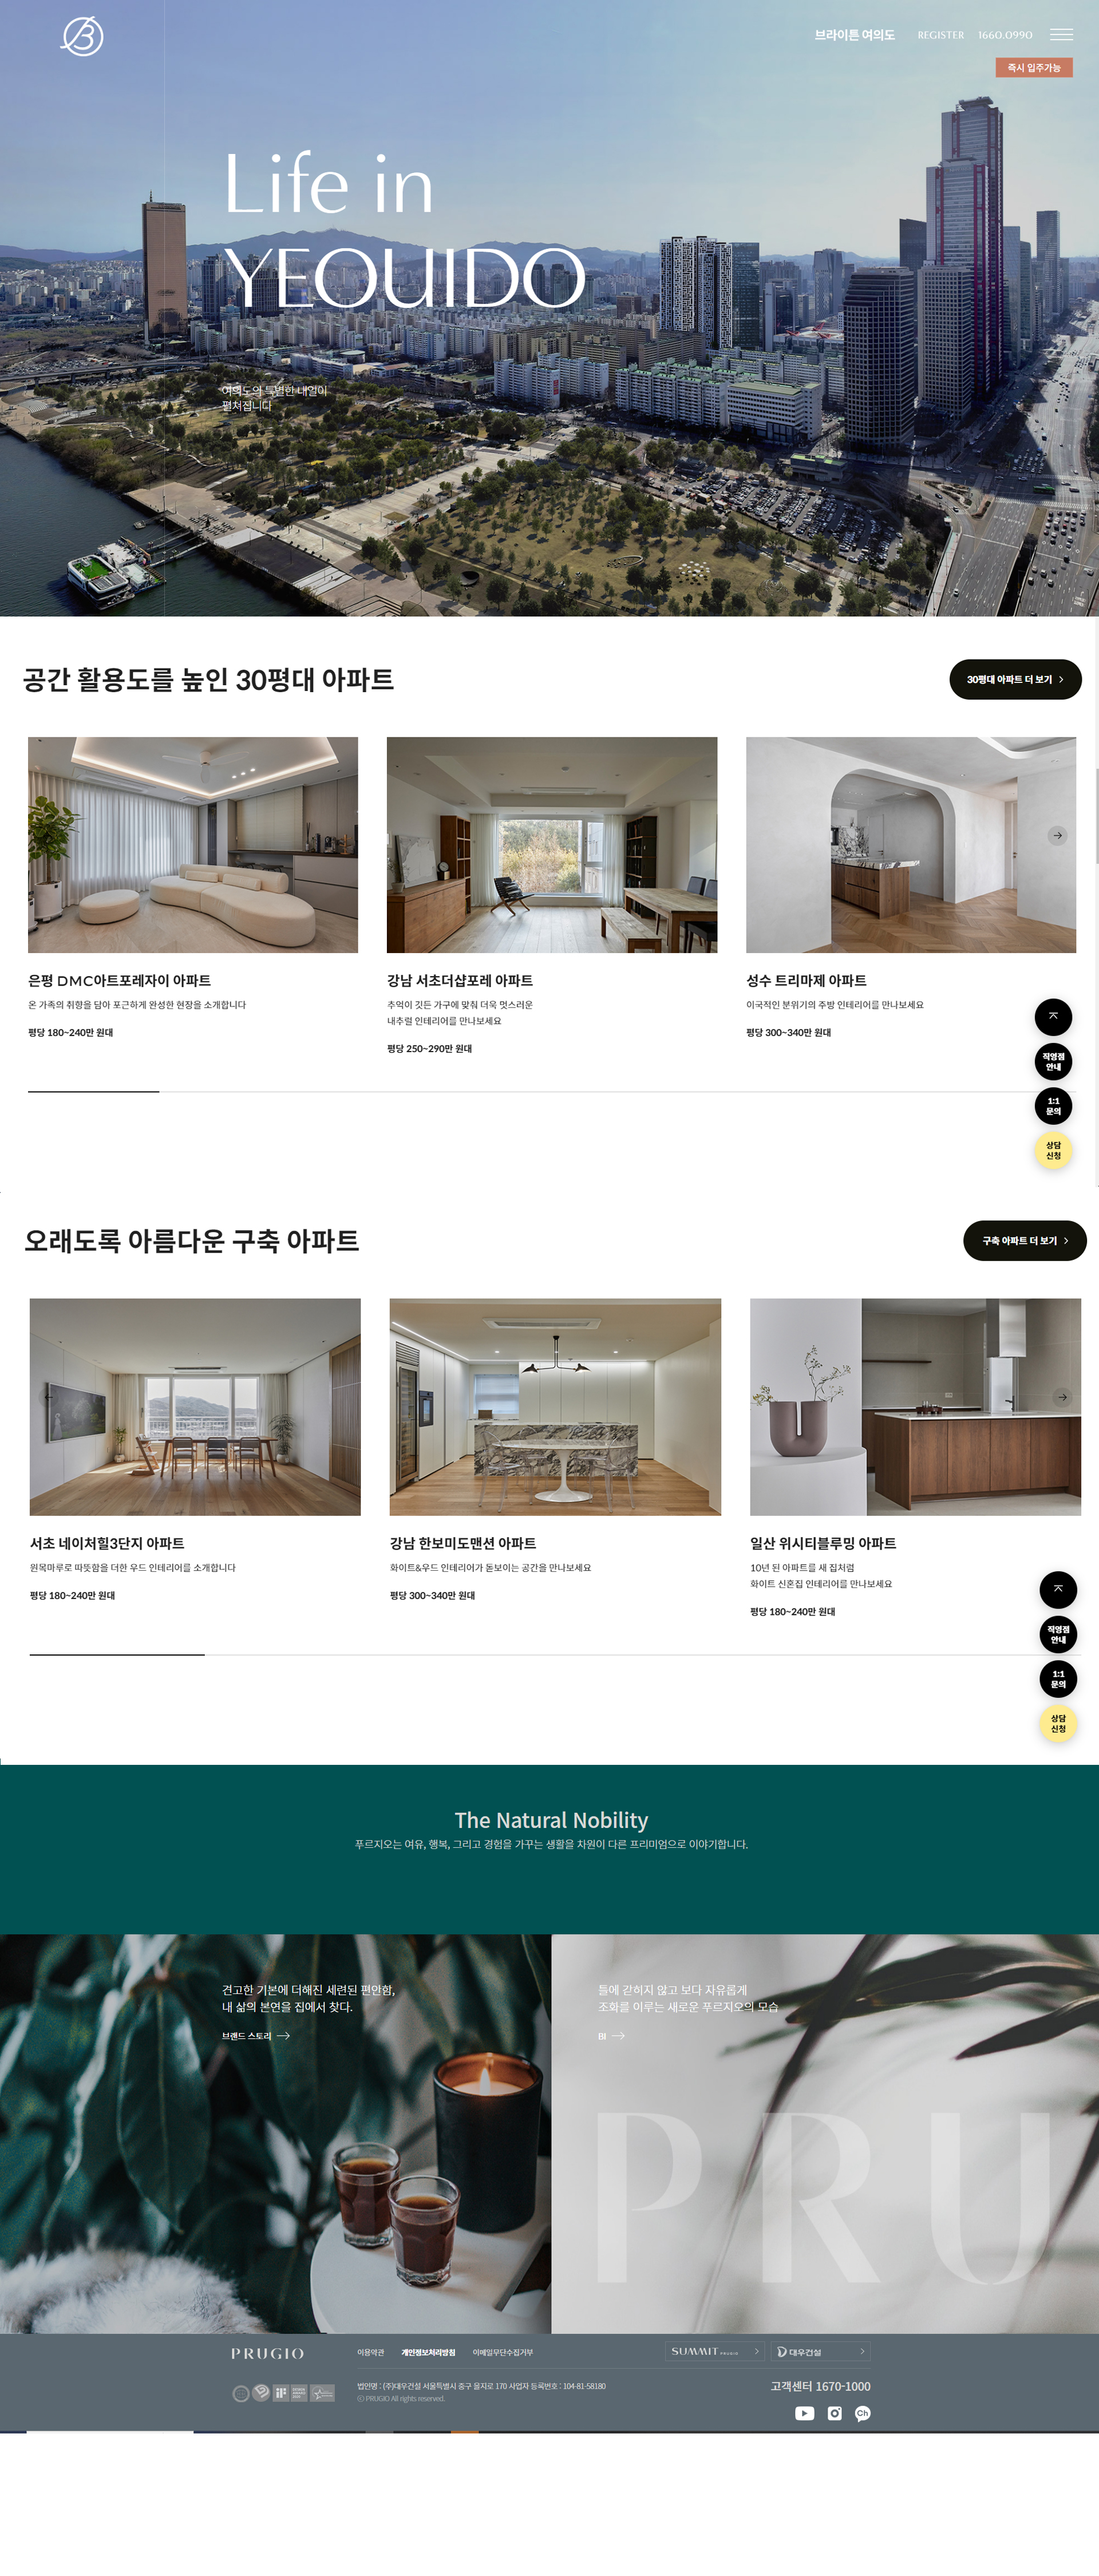 브라이튼 여의도 REGISTER 1660.0990
즉시 입주가능
Life in
YEOUIDO
여의도의 특별한 내일이
펼쳐집니다
공간 활용도를 높인 30평대 아파트
30평대 아파트 더 보기
은평 DMC아트포레자이 아파트
온 가족의 취향을 담아 포근하게 완성한 현장을 소개합니다
평당 180~240만 원대
강남 서초더샵포레 아파트
추억이 깃든 가구에 맞춰 더욱 멋스러운
내추럴 인테리어를 만나보세요
평당 250~290만 원대
성수 트리마제 아파트
이국적인 분위기의 주방 인테리어를 만나보세요
평당 300~340만 원대
직영점
안내
1:1
문의
상담
신청
오래도록 아름다운 구축 아파트
구축 아파트 더 보기
서초 네이처힐3단지 아파트
원목마루로 따뜻함을 더한 우드 인테리어를 소개합니다
평당 180~240만 원대
강남 한보미도맨션 아파트
화이트&우드 인테리어가 돋보이는 공간을 만나보세요
평당 300~340만 원대
일산 위시티블루밍 아파트
10년 된 아파트를 새 집처럼
화이트 신혼집 인테리어를 만나보세요
평당 180~240만 원대
직영점
안내
1:1
문의
상담
신청
The Natural Nobility
푸르지오는 여유, 행복, 그리고 경험을 가꾸는 생활을 차원이 다른 프리미엄으로 이야기합니다.
견고한 기본에 더해진 세련된 편안함,
내 삶의 본연을 집에서 찾다.
브랜드 스토리
틀에 갇히지 않고 보다 자유롭게
조화를 이루는 새로운 푸르지오의 모습
BI
PRU
PRUGIO
이용약관 개인정보처리방침 이메일무단수집거부
SUMMIT PRUGIO
대우건설
법인명 : (주)대우건설 서울특별시 중구 을지로 170 사업자 등록번호 : 104-81-58180
ⓒ PRUGIO All rights reserved.
고객센터 1670-1000
Ch